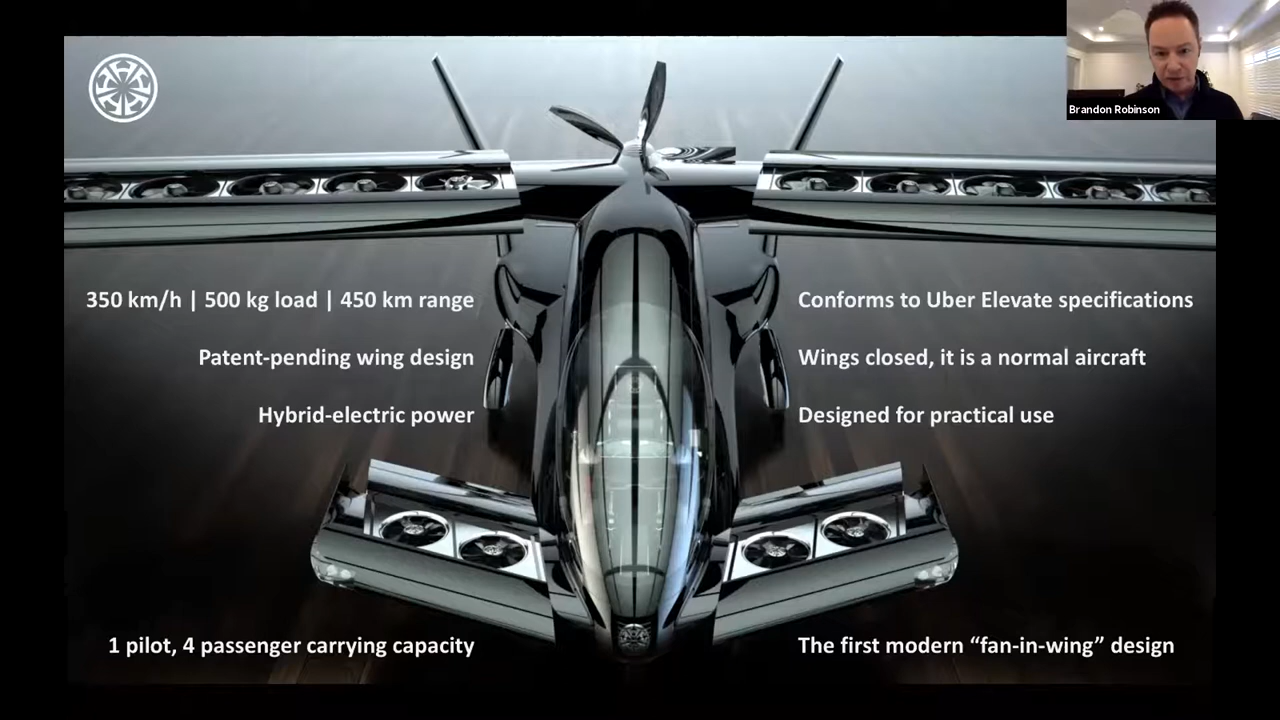 Brandon Robinson
350 km/h | 500 kg load | 450 km range
Conforms to Uber Elevate specifications
Patent-pending wing design
Wings closed, it is a normal aircraft
Hybrid-electric power
Designed for practical use
1 pilot, 4 passenger carrying capacity
The first modern “fan-in-wing” design